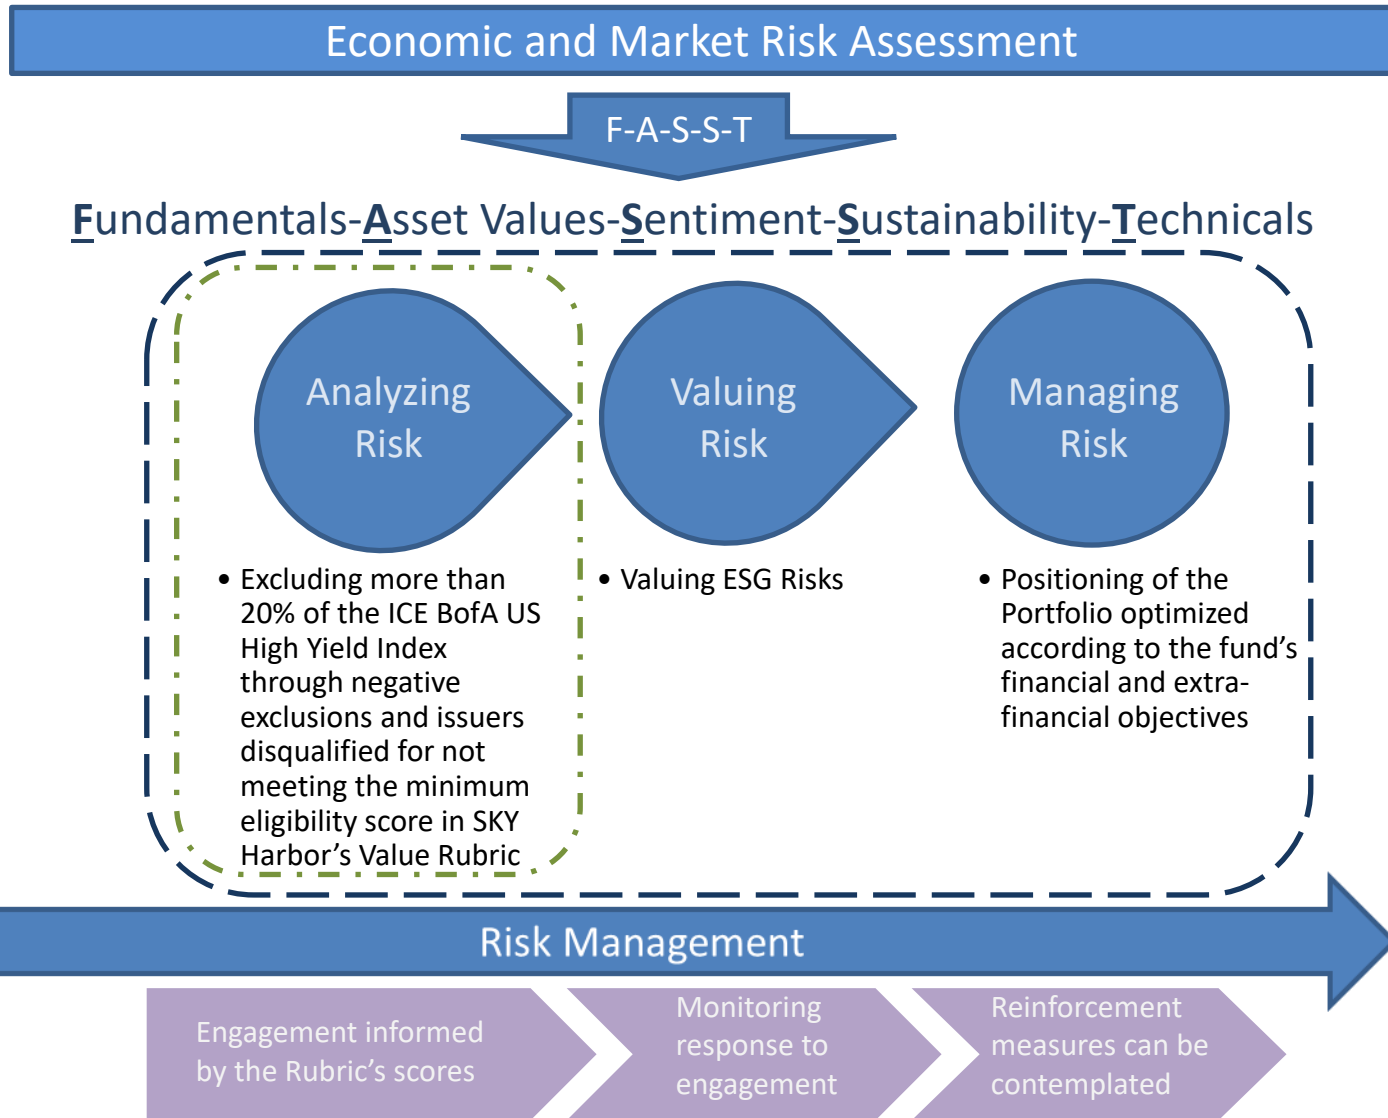 Economic and Market Risk Assessment
F-A-S-S-T
Fundamentals-Asset Values-Sentiment-Sustainability-Technicals
Analyzing
Risk
Valuing
Risk
Managing
Risk
• Excluding more than
20% of the ICE BofA US
High Yield Index
through negative
exclusions and issuers
disqualified for not
meeting the minimum
eligibility score in SKY
Harbor’s Value Rubric
• Valuing ESG Risks
• Positioning of the
Portfolio optimized
according to the fund’s
financial and extra-
financial objectives
Risk Management
Engagement informed
by the Rubric’s scores
Monitoring
response to
engagement
Reinforcement
measures can be
contemplated